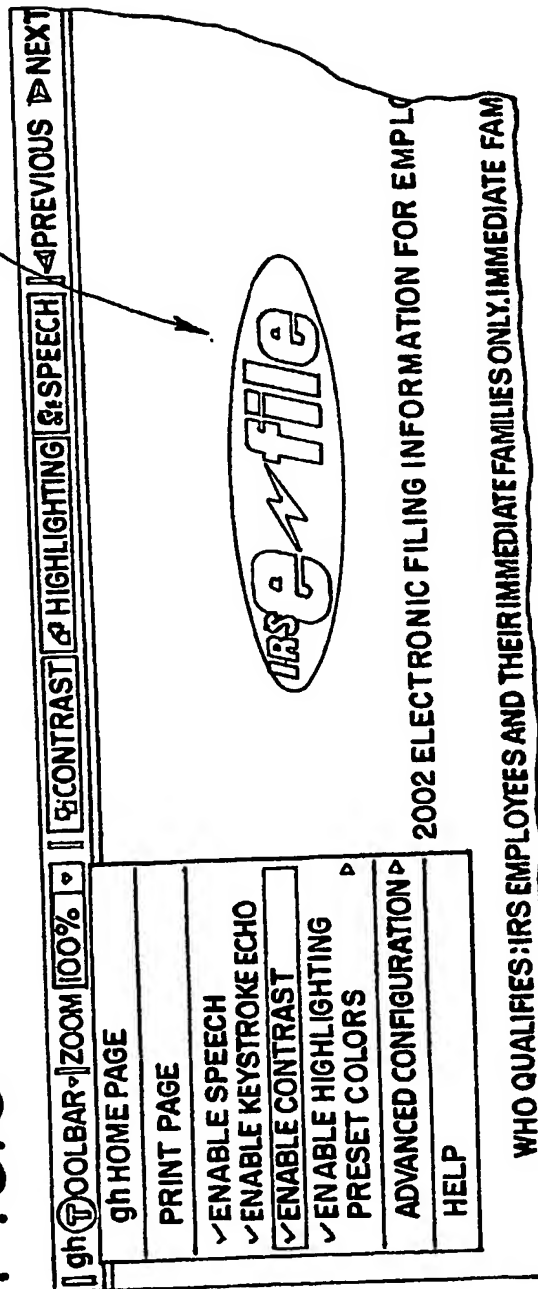 gh TOOLBAR ZOOM 100% CONTRAST HIGHLIGHTING SPEECH PREVIOUS NEXT
gh HOME PAGE
PRINT PAGE
✓ENABLE SPEECH
✓ENABLE KEYSTROKE ECHO
✓ENABLE CONTRAST
✓ENABLE HIGHLIGHTING
PRESET COLORS
ADVANCED CONFIGURATION
HELP
IRS e file
2002 ELECTRONIC FILING INFORMATION FOR EMPLO
WHO QUALIFIES:IRS EMPLOYEES AND THEIR IMMEDIATE FAMILIES ONLY.IMMEDIATE FAM